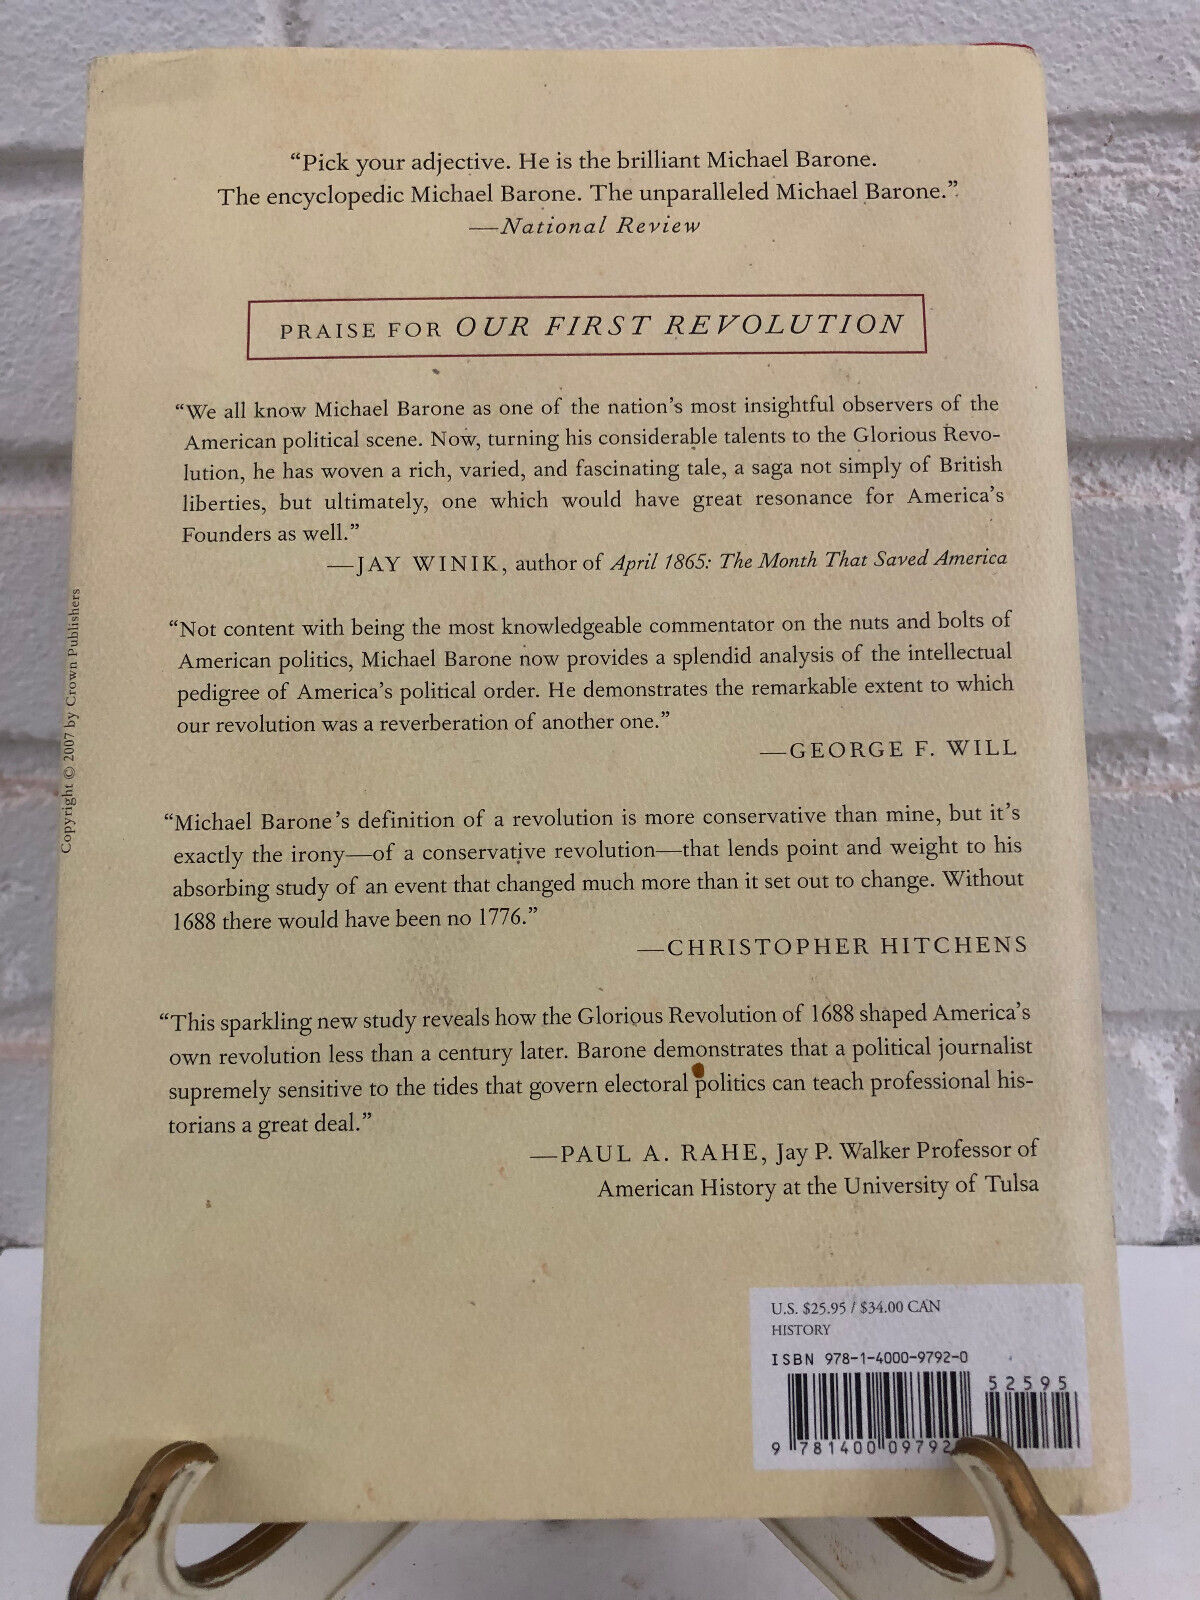 “Pick your adjective. He is the brilliant Michael Barone.
The encyclopedic Michael Barone. The unparalleled Michael Barone.”
—National Review
PRAISE FOR OUR FIRST REVOLUTION
“We all know Michael Barone as one of the nation’s most insightful observers of the
American political scene. Now, turning his considerable talents to the Glorious Revo-
lution, he has woven a rich, varied, and fascinating tale, a saga not simply of British
liberties, but ultimately, one which would have great resonance for America’s
Founders as well.”
—JAY WINIK, author of April 1865: The Month That Saved America
“Not content with being the most knowledgeable commentator on the nuts and bolts of
American politics, Michael Barone now provides a splendid analysis of the intellectual
pedigree of America’s political order. He demonstrates the remarkable extent to which
our revolution was a reverberation of another one.”
—GEORGE F. WILL
“Michael Barone’s definition of a revolution is more conservative than mine, but it’s
exactly the irony—of a conservative revolution—that lends point and weight to his
absorbing study of an event that changed much more than it set out to change. Without
1688 there would have been no 1776.”
—CHRISTOPHER HITCHENS
“This sparkling new study reveals how the Glorious Revolution of 1688 shaped America’s
own revolution less than a century later. Barone demonstrates that a political journalist
supremely sensitive to the tides that govern electoral politics can teach professional his-
torians a great deal.”
—PAUL A. RAHE, Jay P. Walker Professor of
American History at the University of Tulsa
Copyright © 2007 by Crown Publishers
U.S. $25.95 / $34.00 CAN
HISTORY
ISBN 978-1-4000-9792-0
52595
9 781400 09792